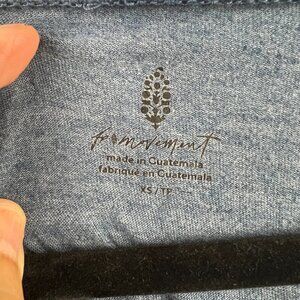 fp movement
made in Guatemala
fabriqué en Guatemala
XS / TP